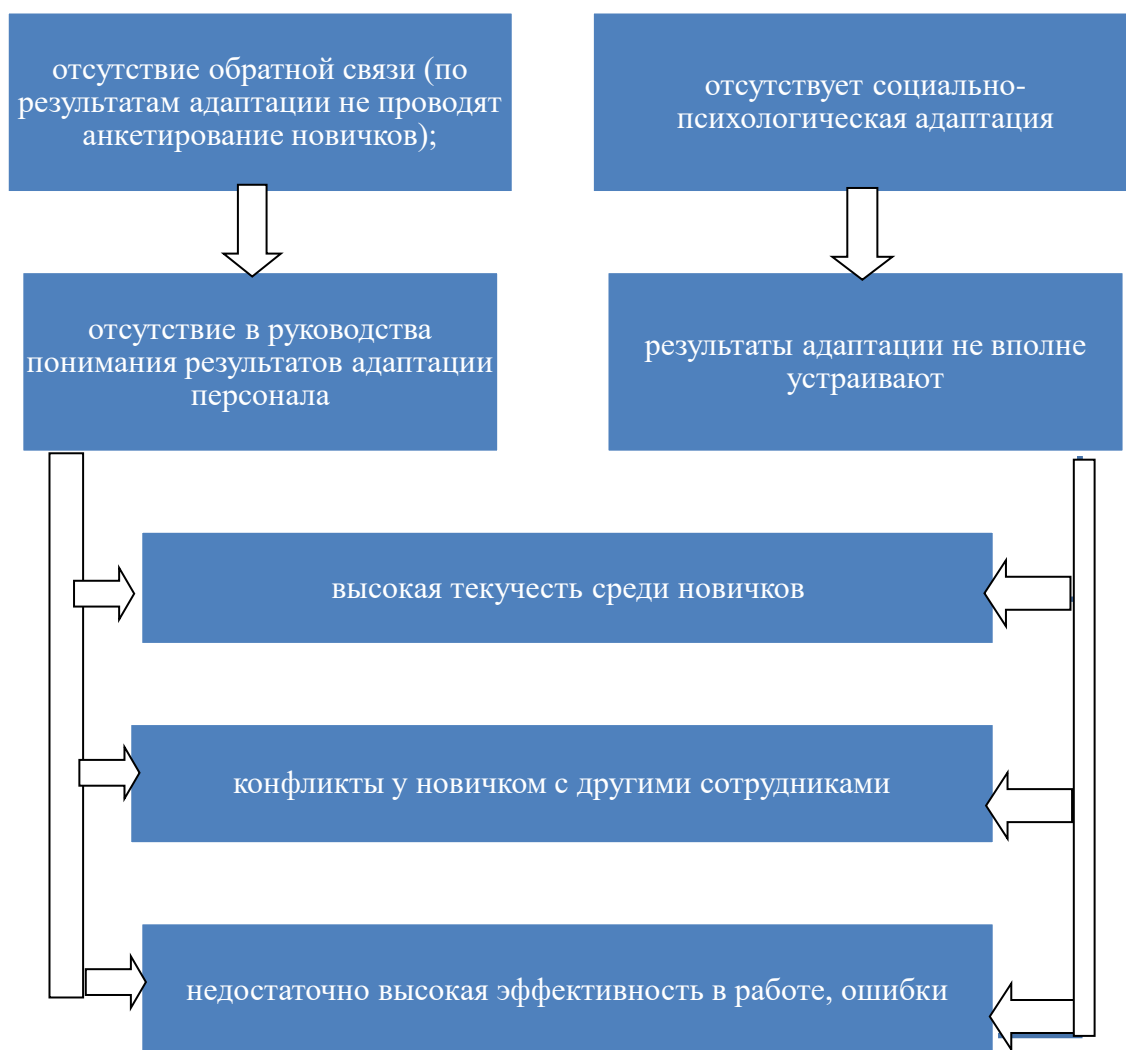 отсутствие обратной связи (по
результатам адаптации не проводят
анкетирование новичков);
отсутствует социально-
психологическая адаптация
отсутствие в руководства
понимания результатов адаптации
персонала
результаты адаптации не вполне
устраивают
высокая текучесть среди новичков
конфликты у новичком с другими сотрудниками
недостаточно высокая эффективность в работе, ошибки